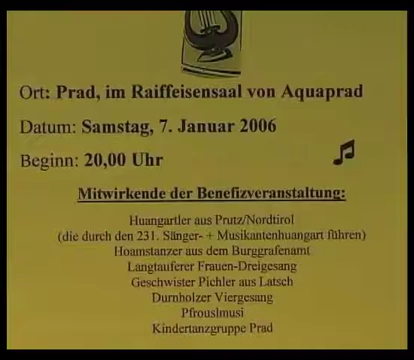 Ort: Prad, im Raiffeisensaal von Aquaprad
Datum: Samstag, 7. Januar 2006
Beginn: 20,00 Uhr
Mitwirkende der Benefizveranstaltung:
Huangartler aus Prutz/Nordtirol
(die durch den 231. Sänger- + Musikantenhuangart führen)
Hoamstanzer aus dem Burggrafenamt
Langtauferer Frauen-Dreigesang
Geschwister Pichler aus Latsch
Durnholzer Viergesang
Pfrouslmusi
Kindertanzgruppe Prad